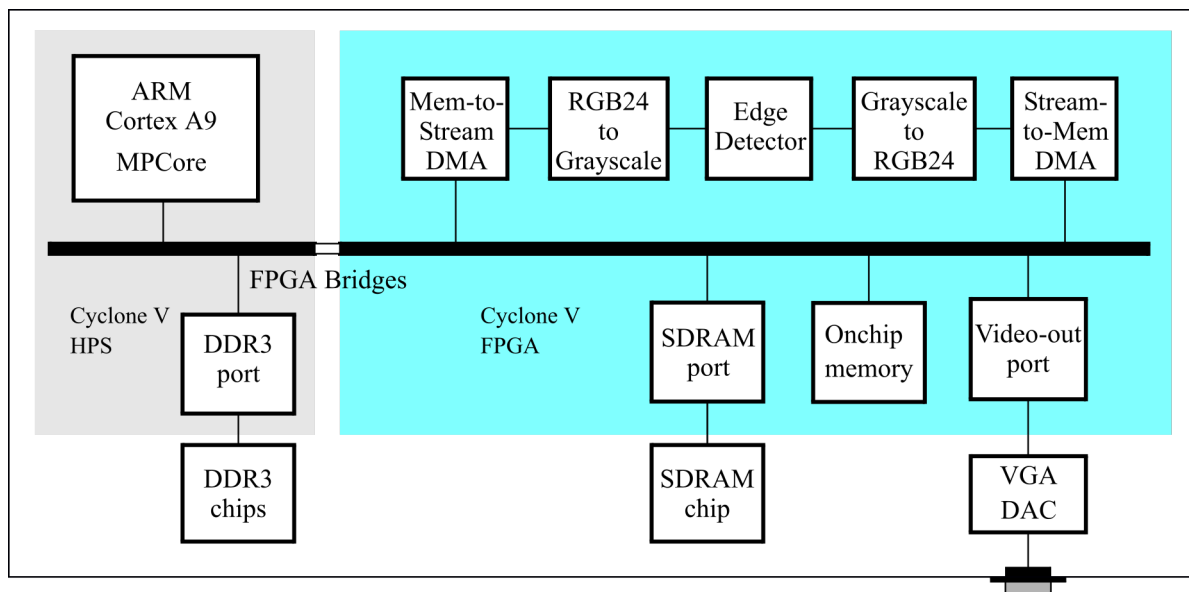 ARM
Cortex A9
MPCore
Mem-to-
Stream
DMA
RGB24
to
Grayscale
Edge
Detector
Grayscale
to
RGB24
Stream-
to-Mem
DMA
FPGA Bridges
Cyclone V
HPS
DDR3
port
Cyclone V
FPGA
SDRAM
port
Onchip
memory
Video-out
port
DDR3
chips
SDRAM
chip
VGA
DAC